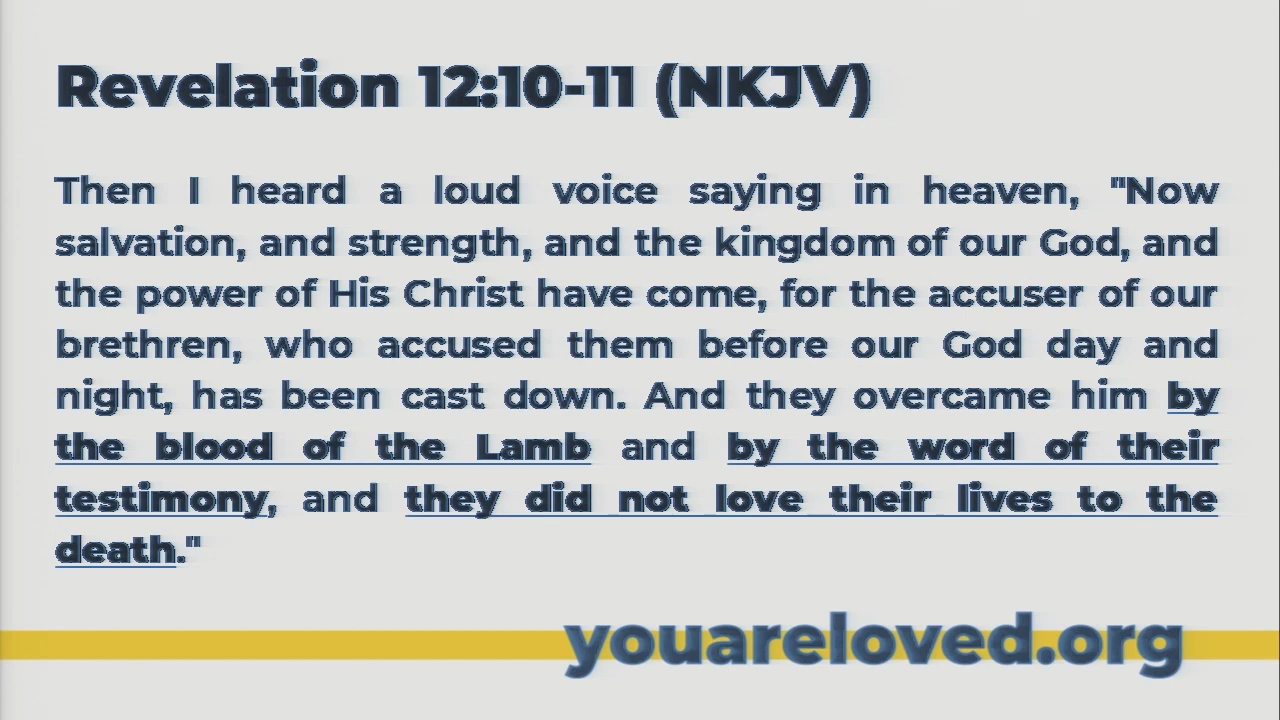 Revelation 12:10-11 (NKJV)
Then I heard a loud voice saying in heaven, "Now
salvation, and strength, and the kingdom of our God, and
the power of His Christ have come, for the accuser of our
brethren, who accused them before our God day and
night, has been cast down. And they overcame him by
the blood of the Lamb and by the word of their
testimony, and they did not love their lives to the
death."
youareloved.org